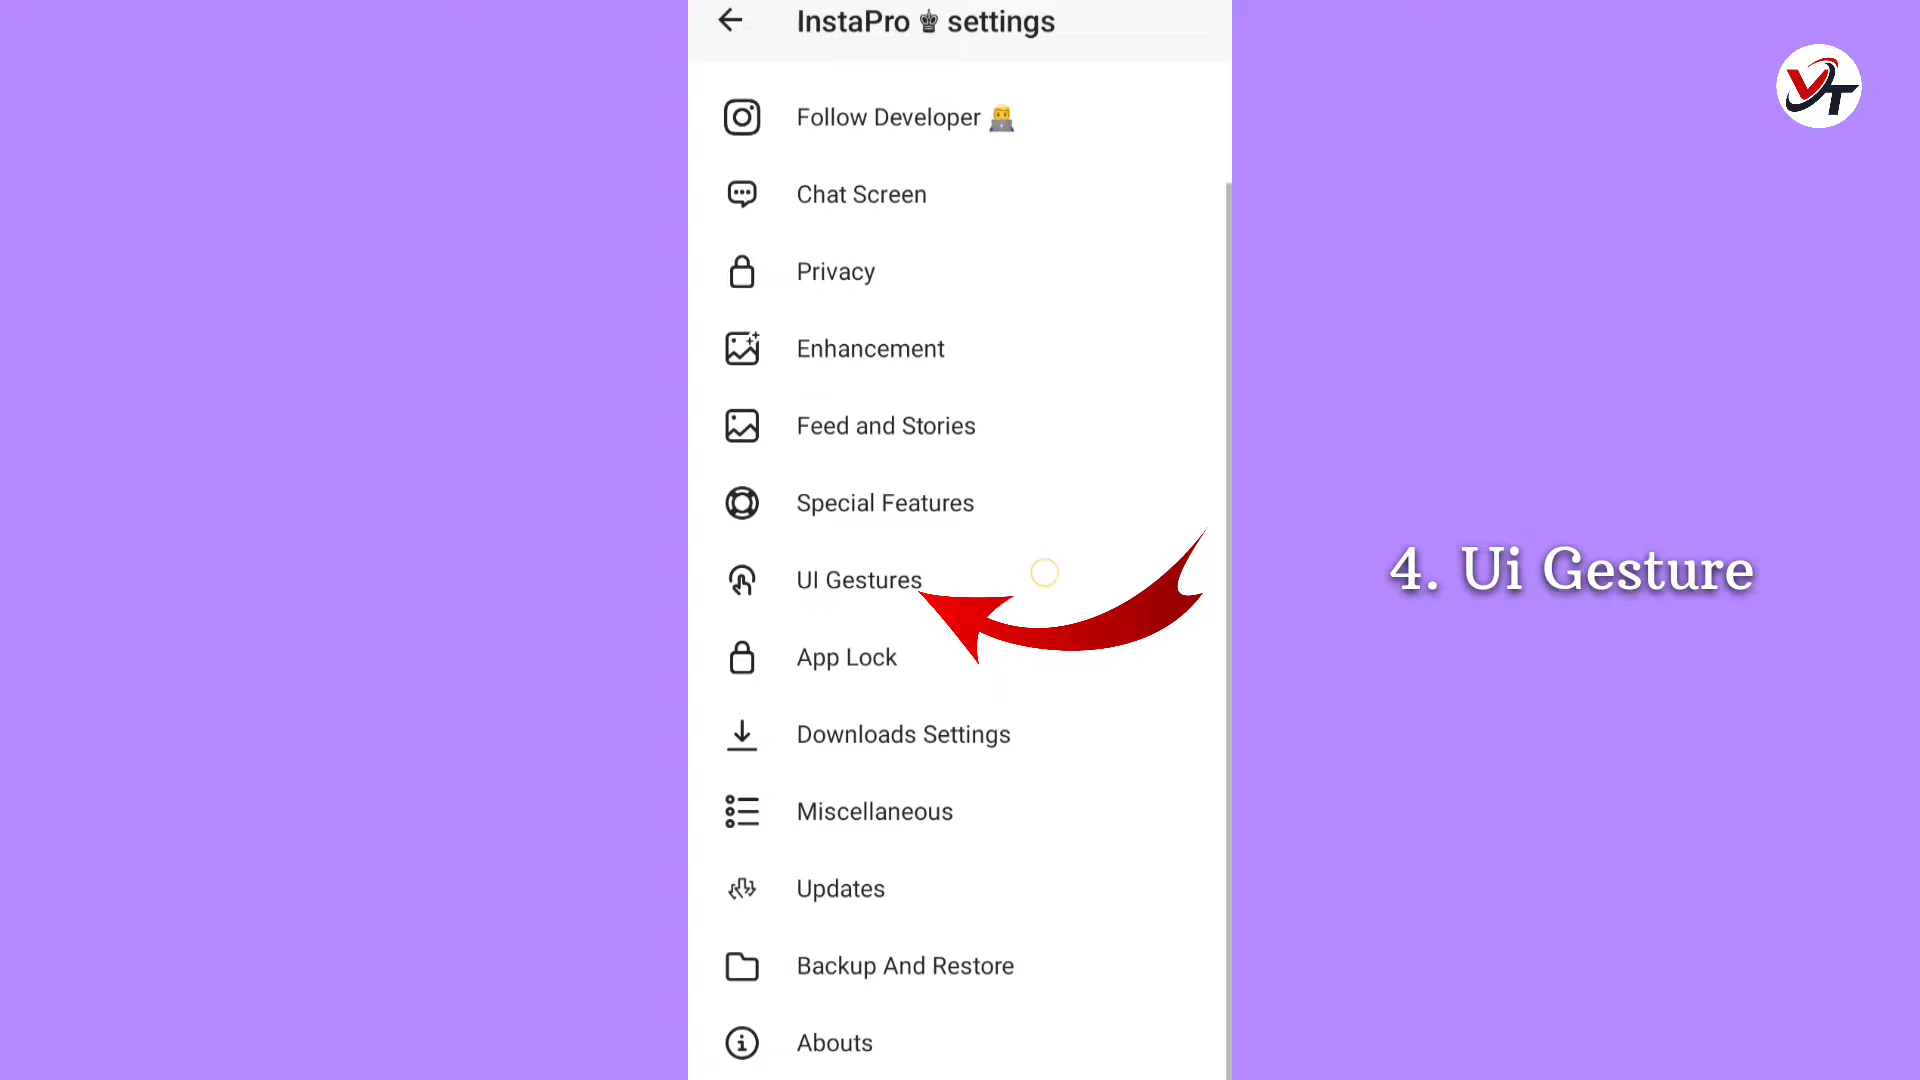 InstaPro ♚ settings
Follow Developer 👨‍💻
Chat Screen
Privacy
Enhancement
Feed and Stories
Special Features
UI Gestures
App Lock
Downloads Settings
Miscellaneous
Updates
Backup And Restore
Abouts
VT
4. Ui Gesture